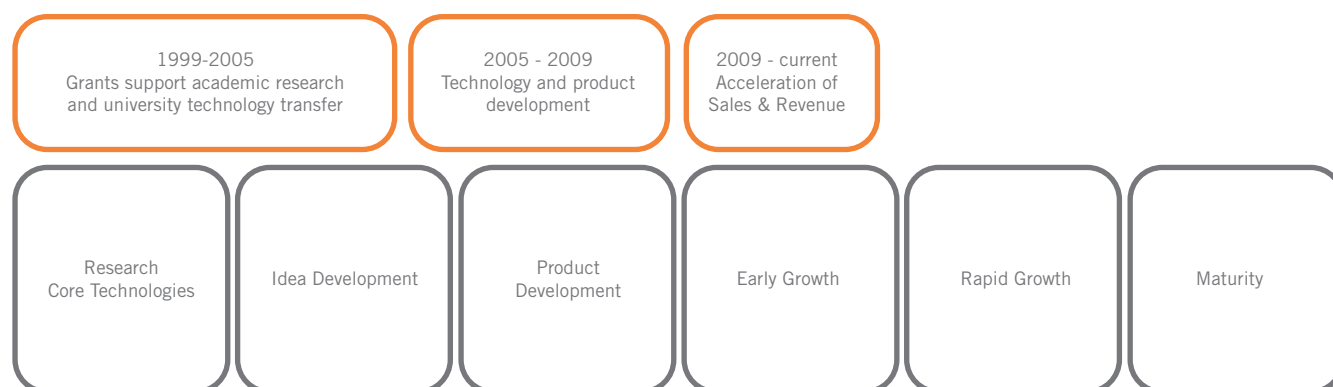 1999-2005
Grants support academic research
and university technology transfer
2005 - 2009
Technology and product
development
2009 - current
Acceleration of
Sales & Revenue
Research
Core Technologies
Idea Development
Product
Development
Early Growth
Rapid Growth
Maturity